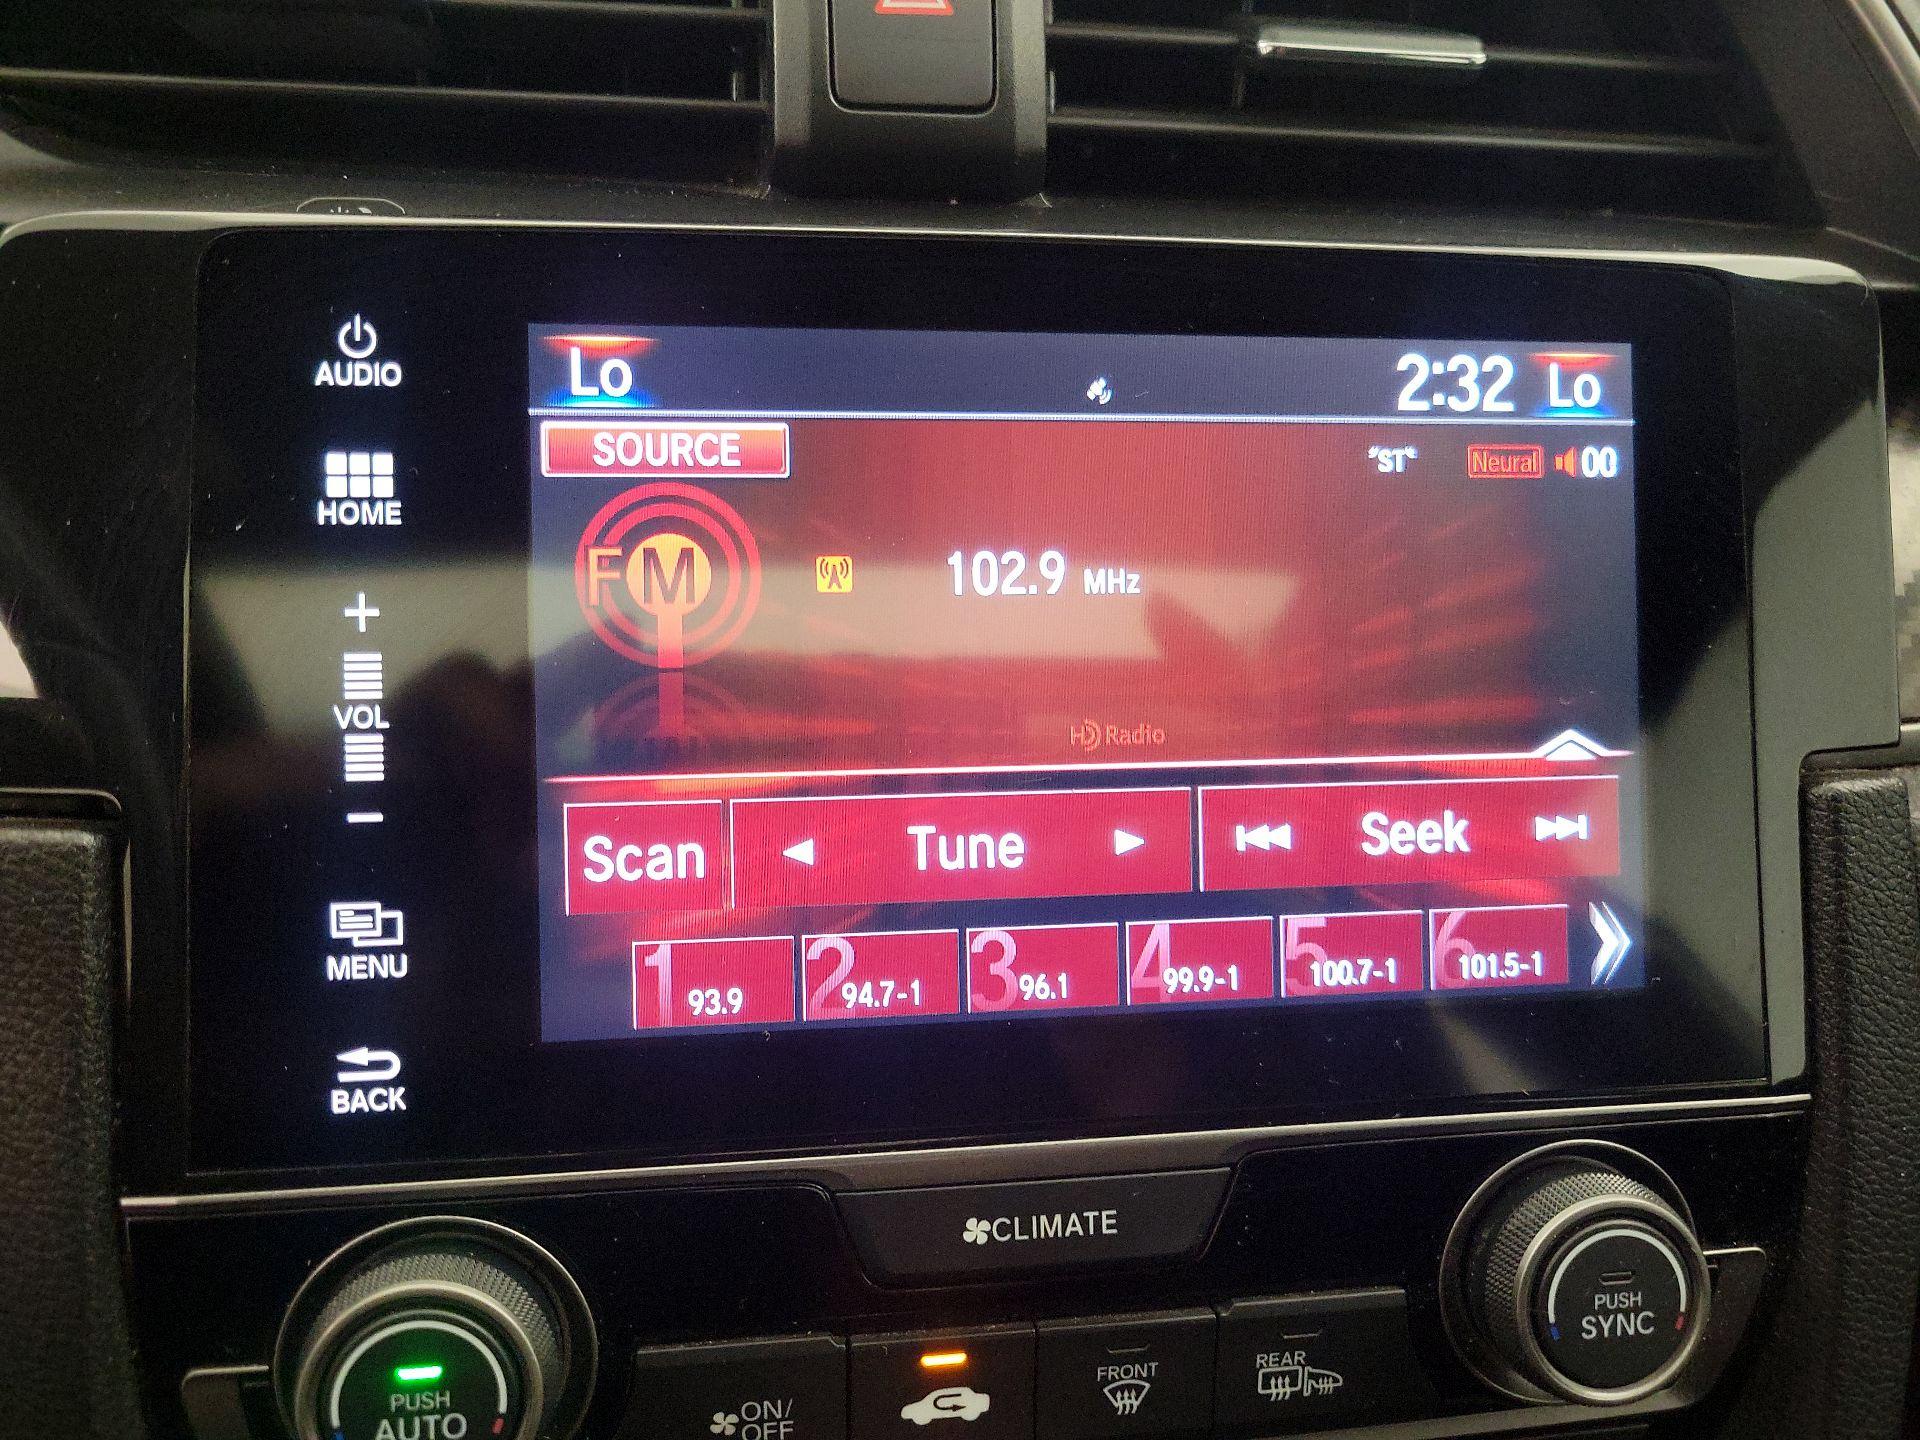 AUDIO
HOME
+
VOL
−
MENU
BACK
Lo
2:32 Lo
SOURCE
"ST" Neural 00
FM
102.9 MHz
HD Radio
Scan
Tune
Seek
1 93.9
2 94.7-1
3 96.1
4 99.9-1
5 100.7-1
6 101.5-1
CLIMATE
PUSH
AUTO
ON/
OFF
FRONT
REAR
PUSH
SYNC